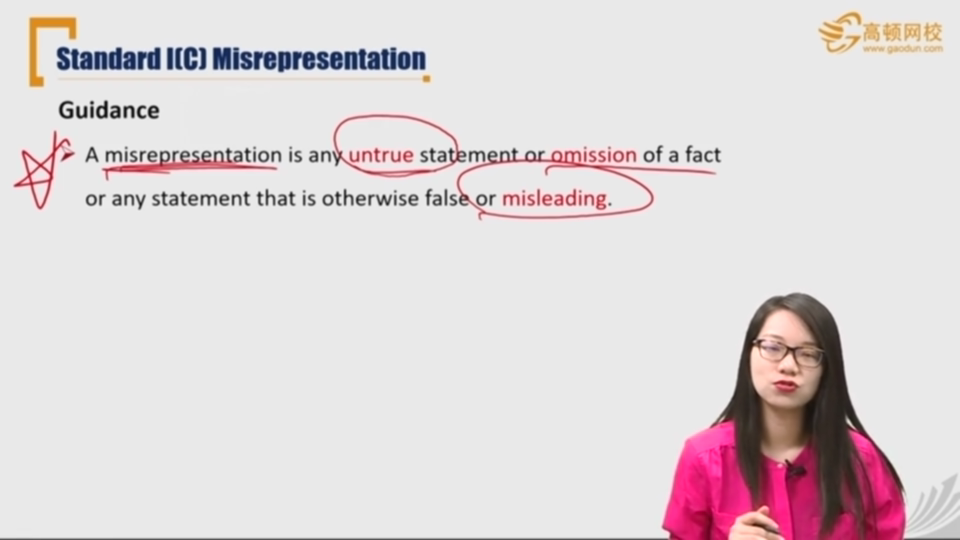 高顿网校
www.gaodun.com
Standard I(C) Misrepresentation
Guidance
A misrepresentation is any untrue statement or omission of a fact
or any statement that is otherwise false or misleading.